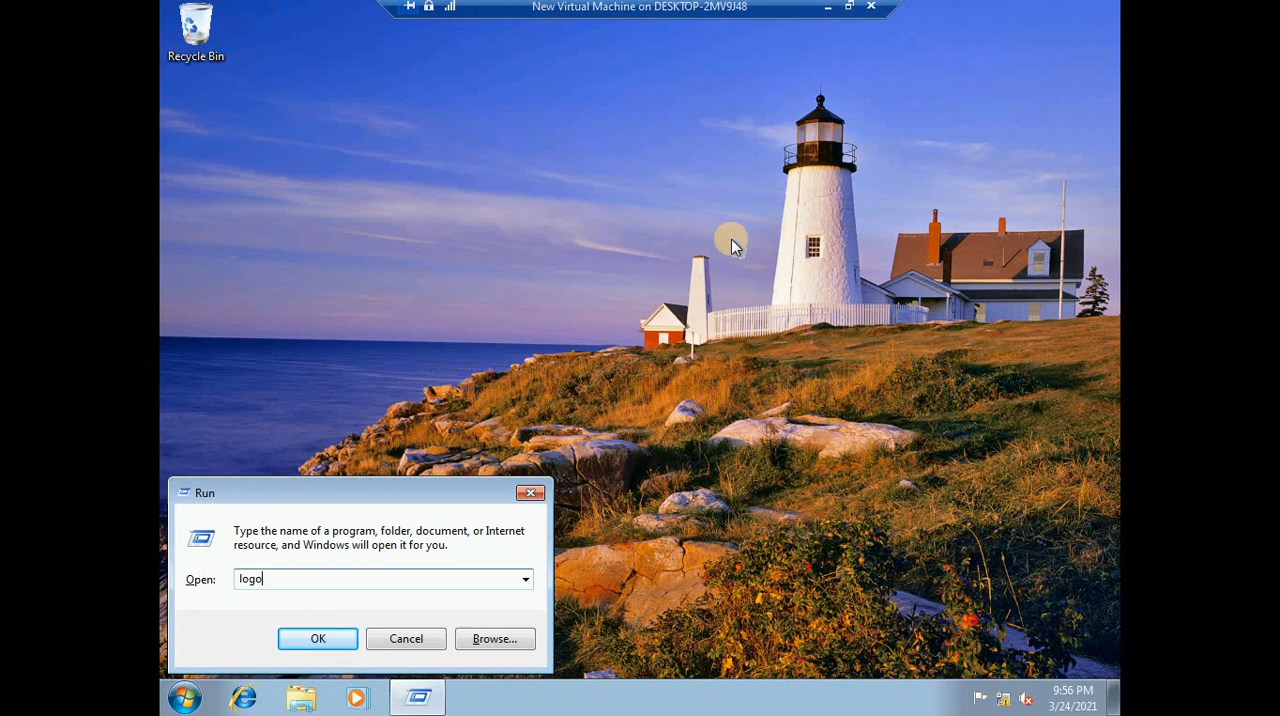 New Virtual Machine on DESKTOP-2MV9J48
Recycle Bin
Run
Type the name of a program, folder, document, or Internet
resource, and Windows will open it for you.
Open:
logo
OK
Cancel
Browse...
9:56 PM
3/24/2021